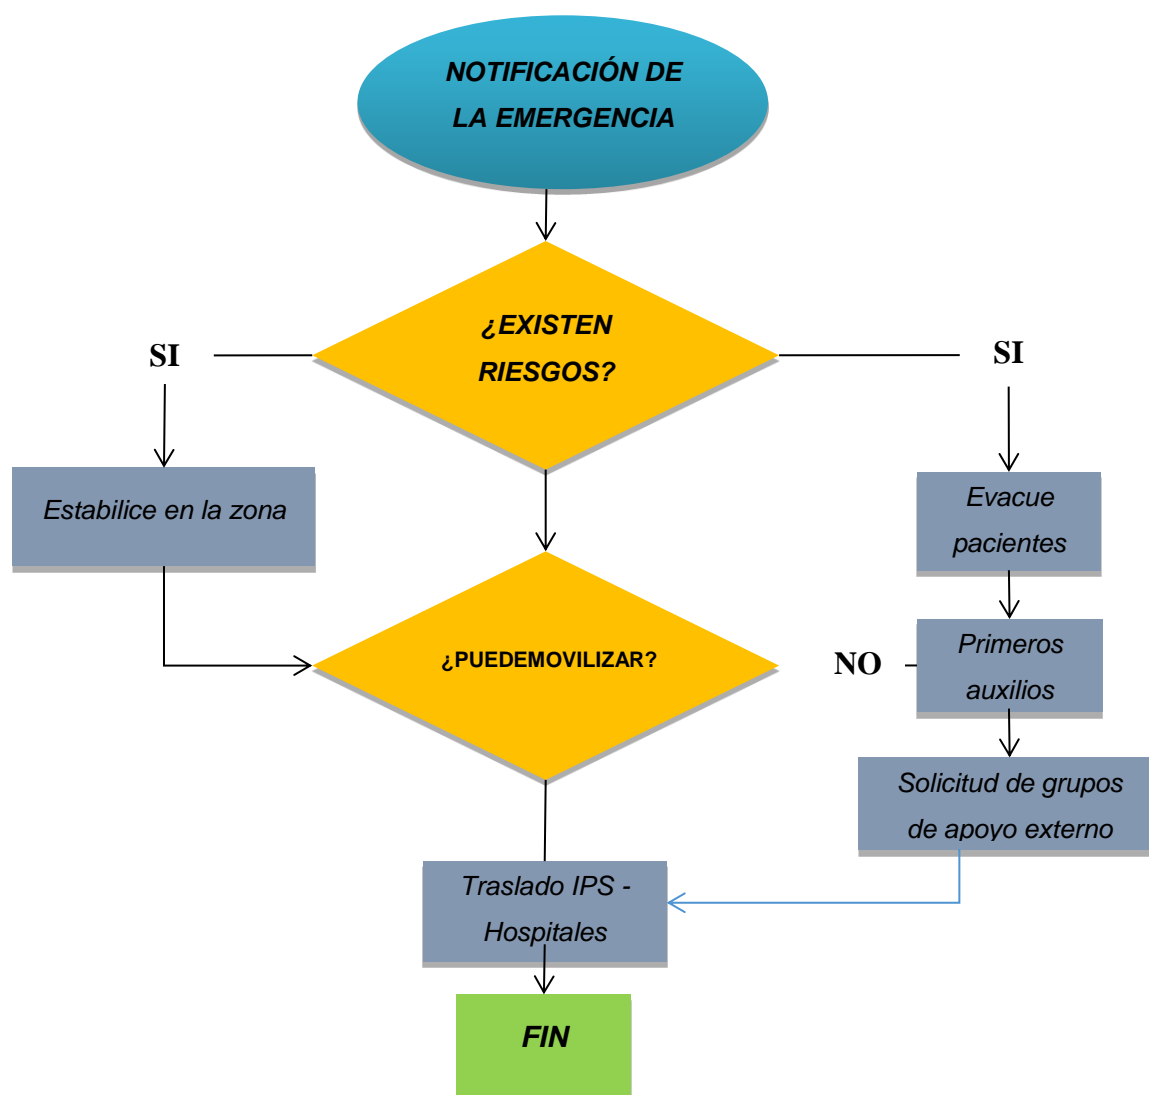 NOTIFICACIÓN DE
LA EMERGENCIA
¿EXISTEN
RIESGOS?
SI
SI
Estabilice en la zona
Evacue
pacientes
¿PUEDEMOVILIZAR?
NO
Primeros
auxilios
Solicitud de grupos
de apoyo externo
Traslado IPS -
Hospitales
FIN